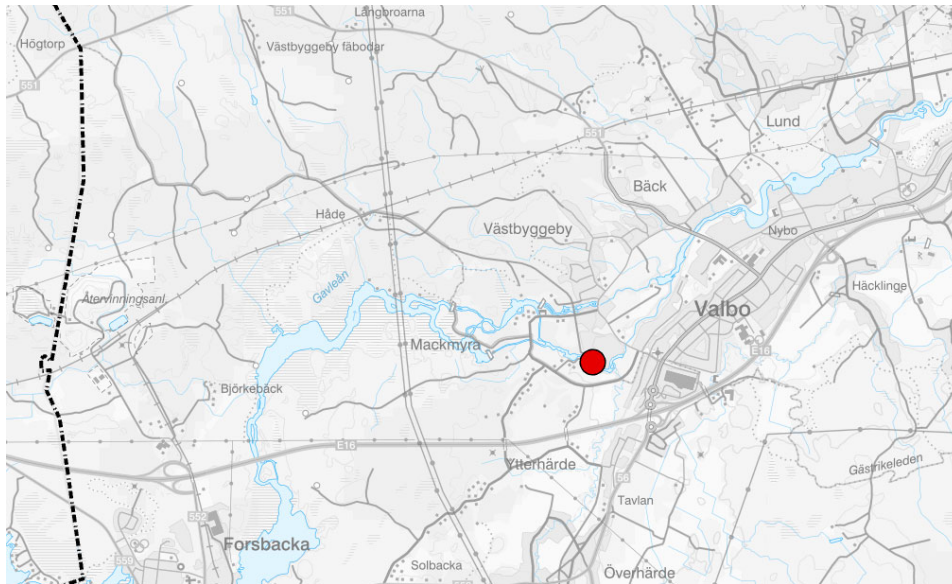 551
Långbroarna
Högtorp
Västbyggeby fäbodar
551
Lund
551
Bäck
Håde
Västbyggeby
Nybo
Gavleån
Häcklinge
Återvinningsanl.
Valbo
Mackmyra
E16
Björkebäck
E16
Ytterhärde
Gästrikeleden
56
Tavlan
552
Forsbacka
Solbacka
Överhärde